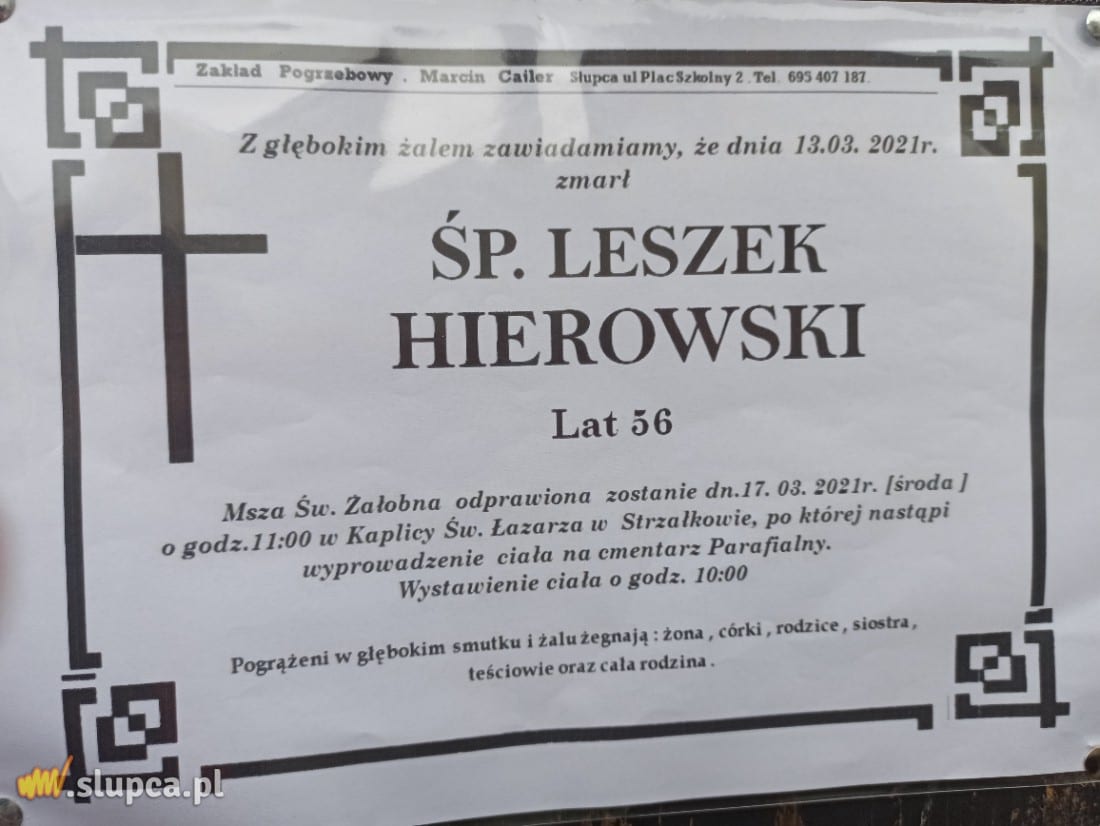 Zakład Pogrzebowy . Marcin Cailer Słupca ul Plac Szkolny 2 . Tel. 695 407 187.
Z głębokim żalem zawiadamiamy, że dnia 13.03. 2021r.
zmarł
ŚP. LESZEK
HIEROWSKI
Lat 56
Msza Św. Żałobna odprawiona zostanie dn.17. 03. 2021r. [środa ]
o godz.11:00 w Kaplicy Św. Łazarza w Strzałkowie, po której nastąpi
wyprowadzenie ciała na cmentarz Parafialny.
Wystawienie ciała o godz. 10:00
Pogrążeni w głębokim smutku i żalu żegnają : żona , córki , rodzice , siostra ,
teściowie oraz cała rodzina .
www.slupca.pl